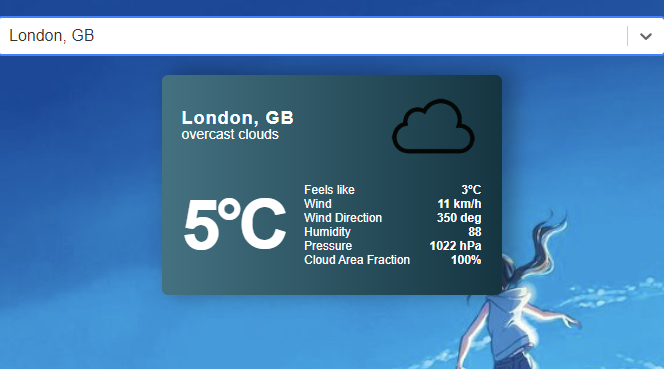 London, GB
London, GB
overcast clouds
5°C
Feels like 3°C
Wind 11 km/h
Wind Direction 350 deg
Humidity 88
Pressure 1022 hPa
Cloud Area Fraction 100%